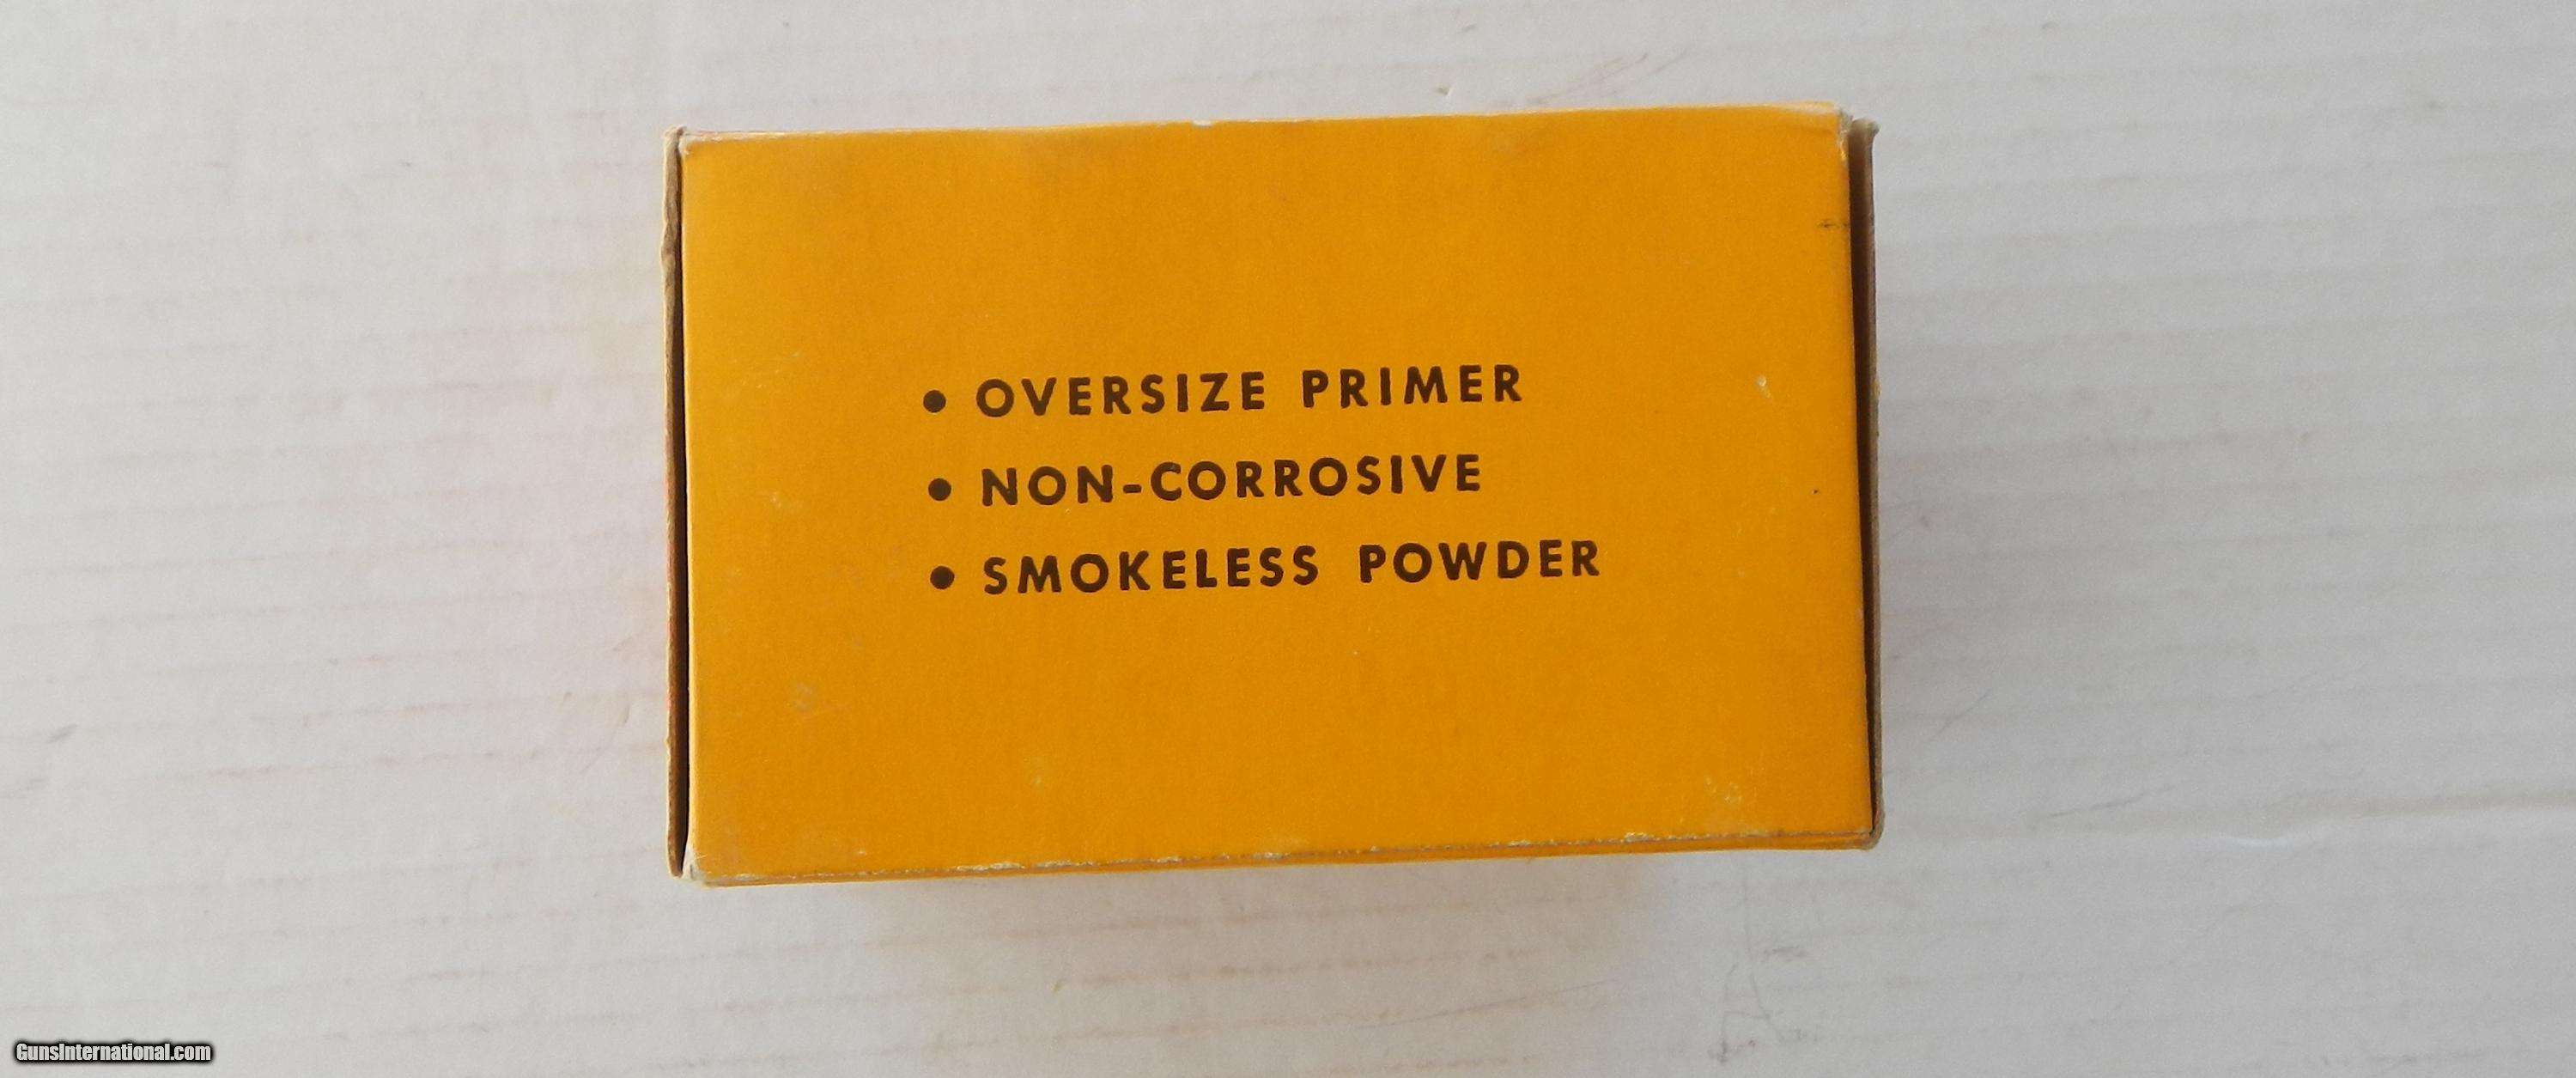 • OVERSIZE PRIMER
• NON-CORROSIVE
• SMOKELESS POWDER
GunsInternational.com